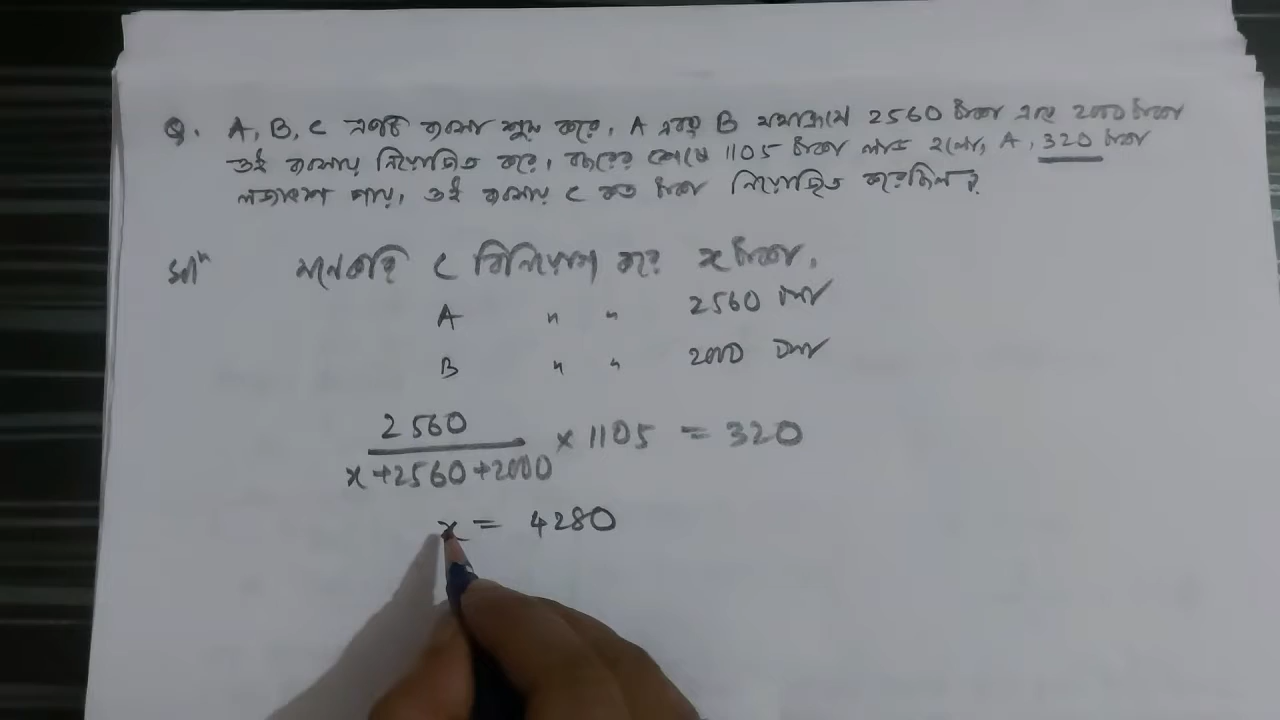 Q. A, B, C একটি ব্যবসা শুরু করে, A এবং B যথাক্রমে 2560 টাকা এবং 2000 টাকা
ওই ব্যবসায় নিয়োজিত করে, বছরের শেষে 1105 টাকা লাভ হলে, A, 320 টাকা
লভ্যাংশ পায়, ওই ব্যবসায় C কত টাকা নিয়োজিত করেছিল?
Solⁿ মনেকরি C বিনিয়োগ করে x টাকা,
A " " 2560 টাকা
B " " 2000 টাকা
2560
× 1105 = 320
x+2560+2000
x = 4280